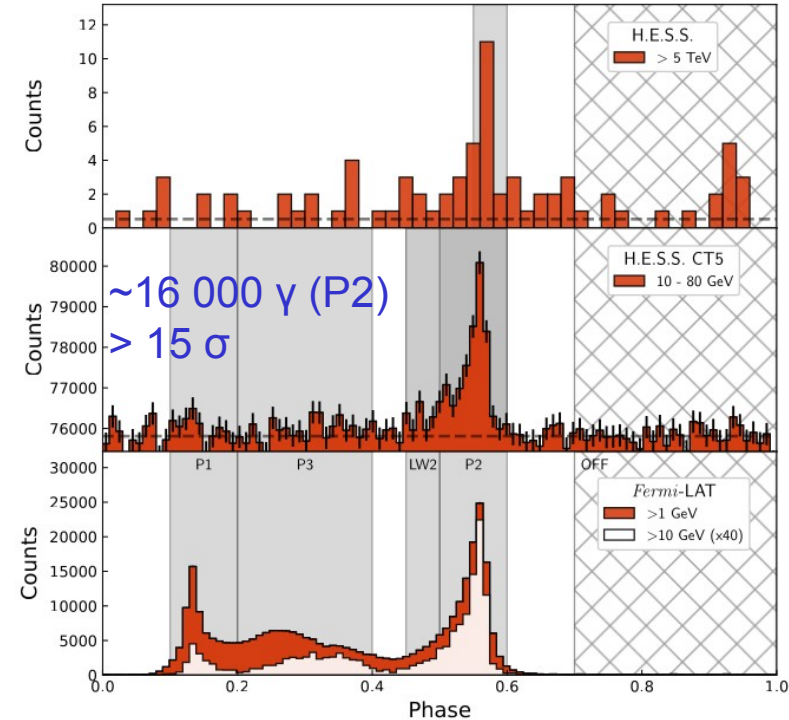 12
10
8
6
4
2
0
Counts
H.E.S.S.
> 5 TeV
80000
79000
78000
77000
76000
Counts
~16 000 γ (P2)
> 15 σ
H.E.S.S. CT5
10 - 80 GeV
30000
25000
20000
15000
10000
5000
0
Counts
P1
P3
LW2
P2
OFF
Fermi-LAT
>1 GeV
>10 GeV (x40)
0.0
0.2
0.4
0.6
0.8
1.0
Phase